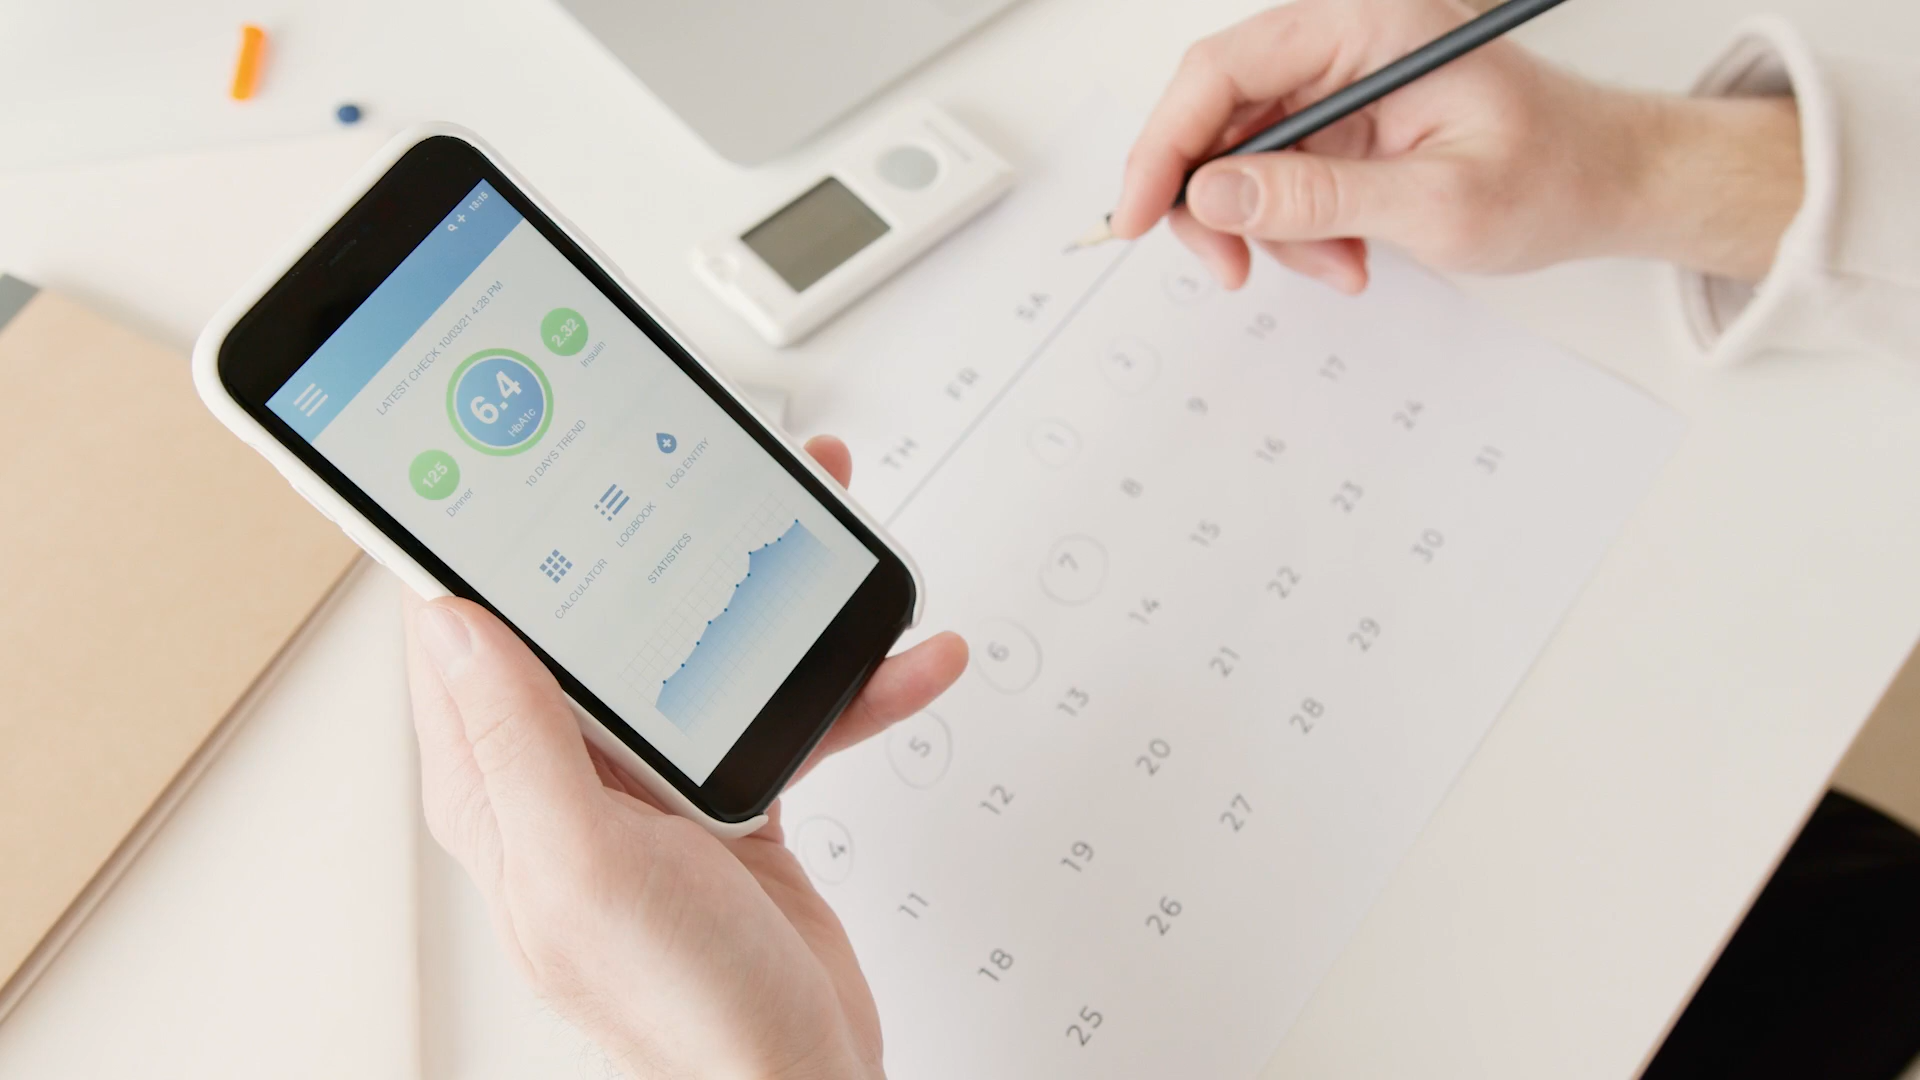 13:15
LATEST CHECK 10/03/21 4:28 PM
125
Dinner
6.4
HbA1c
2.32
Insulin
10 DAYS TREND
CALCULATOR
LOGBOOK
LOG ENTRY
STATISTICS
TH FR SA
1 2 3
4 5 6 7 8 9 10
11 12 13 14 15 16 17
18 19 20 21 22 23 24
25 26 27 28 29 30 31